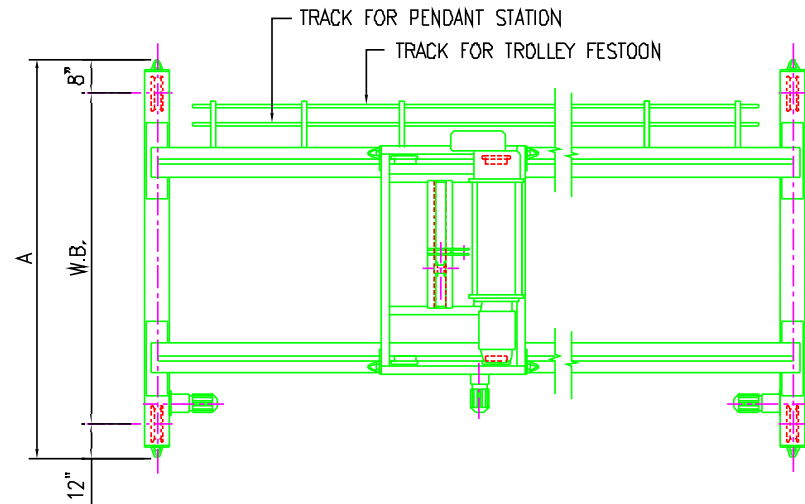 TRACK FOR PENDANT STATION
TRACK FOR TROLLEY FESTOON
8"
A
W.B.
12"